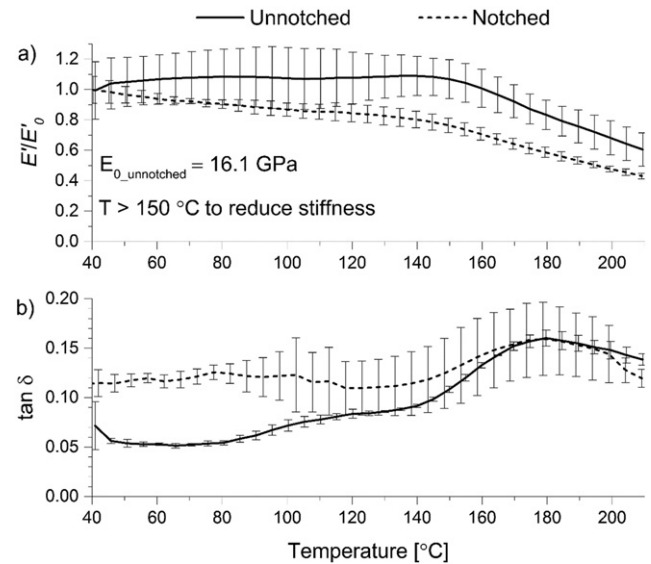 Unnotched Notched
a)
1.2
1.0
0.8
0.6
0.4
0.2
0.0
E'/E'0
E0_unnotched = 16.1 GPa
T > 150 °C to reduce stiffness
40 60 80 100 120 140 160 180 200
b)
0.20
0.15
0.10
0.05
0.00
tan δ
40 60 80 100 120 140 160 180 200
Temperature [°C]